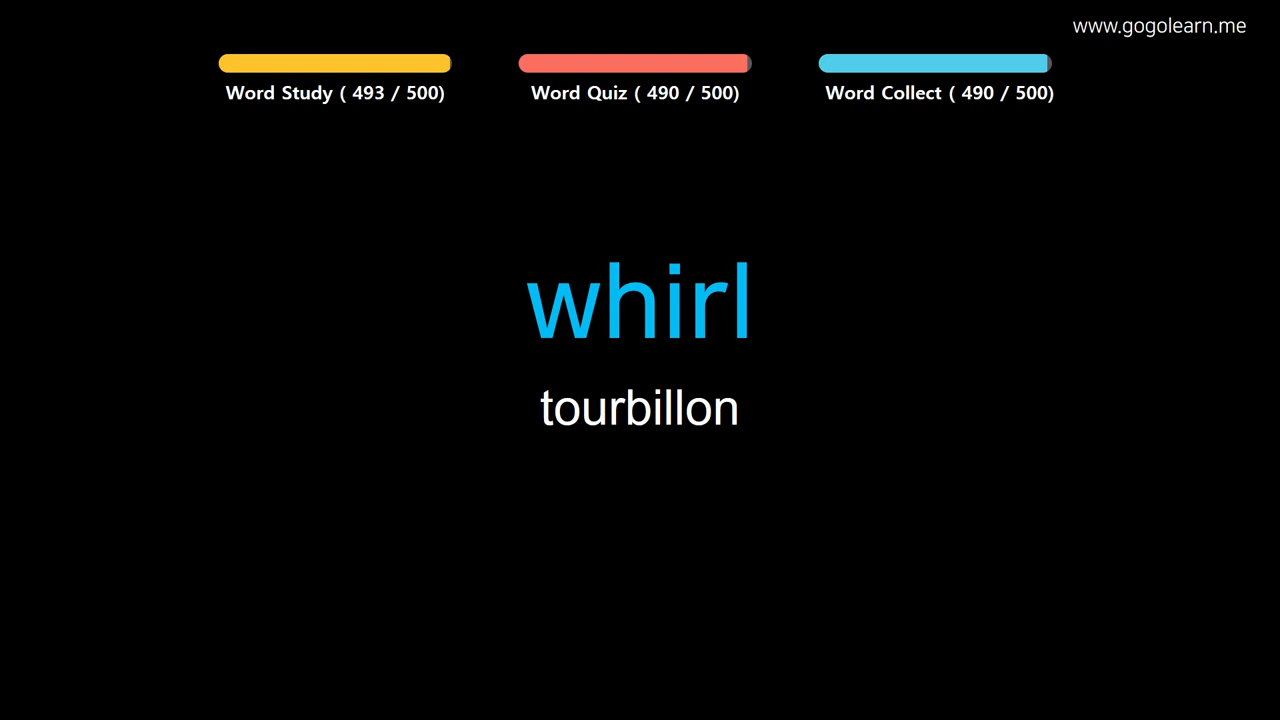 www.gogolearn.me
Word Study ( 493 / 500)
Word Quiz ( 490 / 500)
Word Collect ( 490 / 500)
whirl
tourbillon